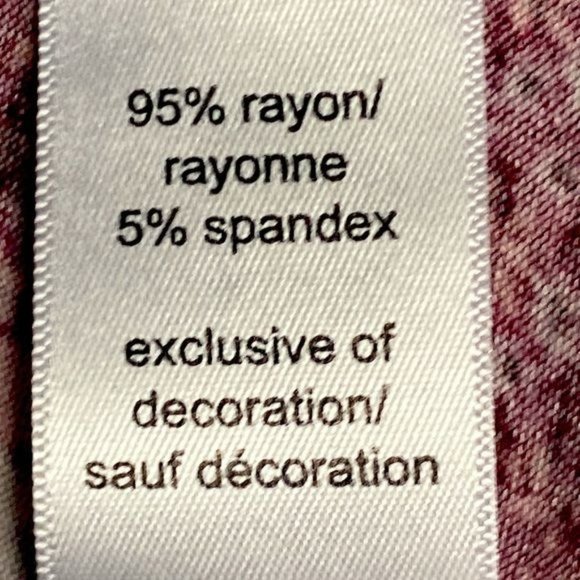 95% rayon/
rayonne
5% spandex
exclusive of
decoration/
sauf décoration